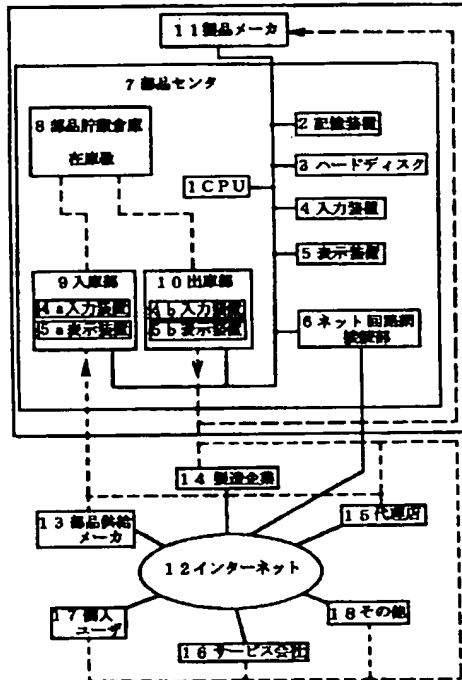 11製品メーカ
7部品センタ
8部品貯蔵倉庫
在庫数
2記憶装置
3ハードディスク
1CPU
4入力装置
5表示装置
9入庫部
4a入力装置
5a表示装置
10出庫部
4b入力装置
5b表示装置
6ネット回路網
接続部
14製造企業
13部品供給
メーカ
15代理店
12インターネット
17個人
ユーザ
18その他
16サービス会社